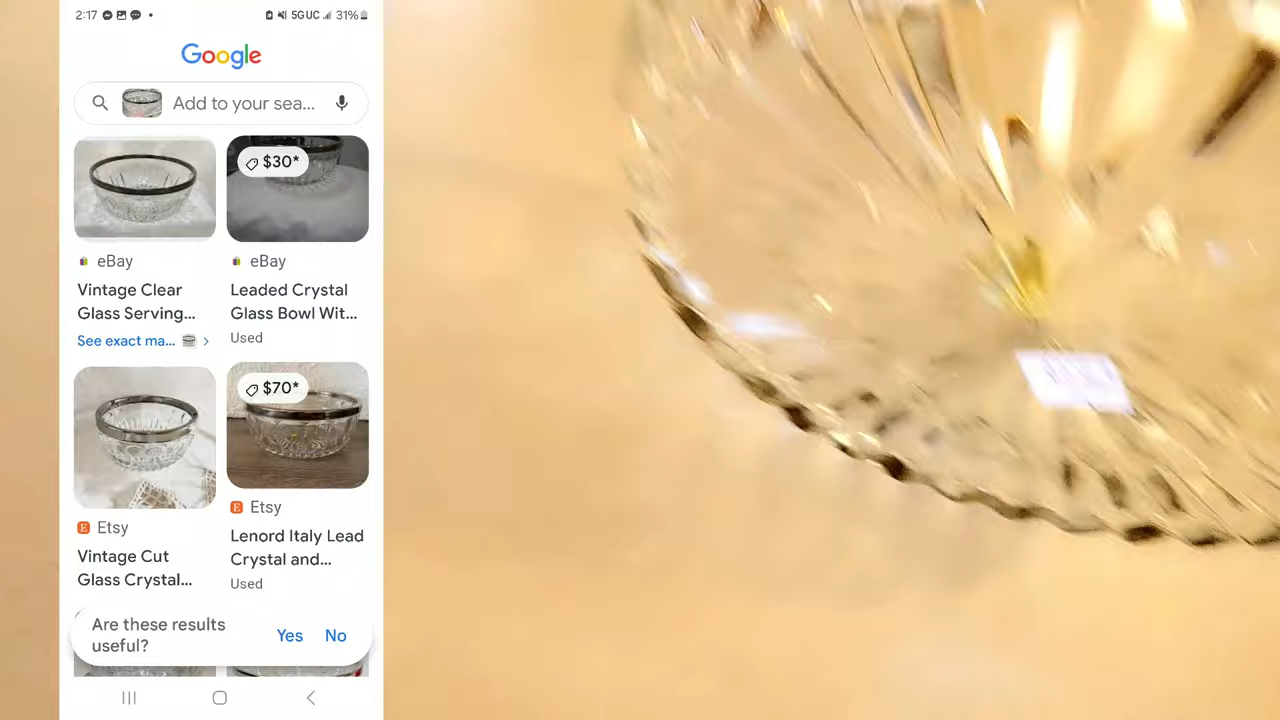 2:17
5GUC
31%
Google
Add to your sea...
$30*
eBay
Vintage Clear
Glass Serving...
See exact ma...
eBay
Leaded Crystal
Glass Bowl Wit...
Used
$70*
Etsy
Vintage Cut
Glass Crystal...
E Etsy
Lenord Italy Lead
Crystal and...
Used
Are these results
useful?
Yes
No